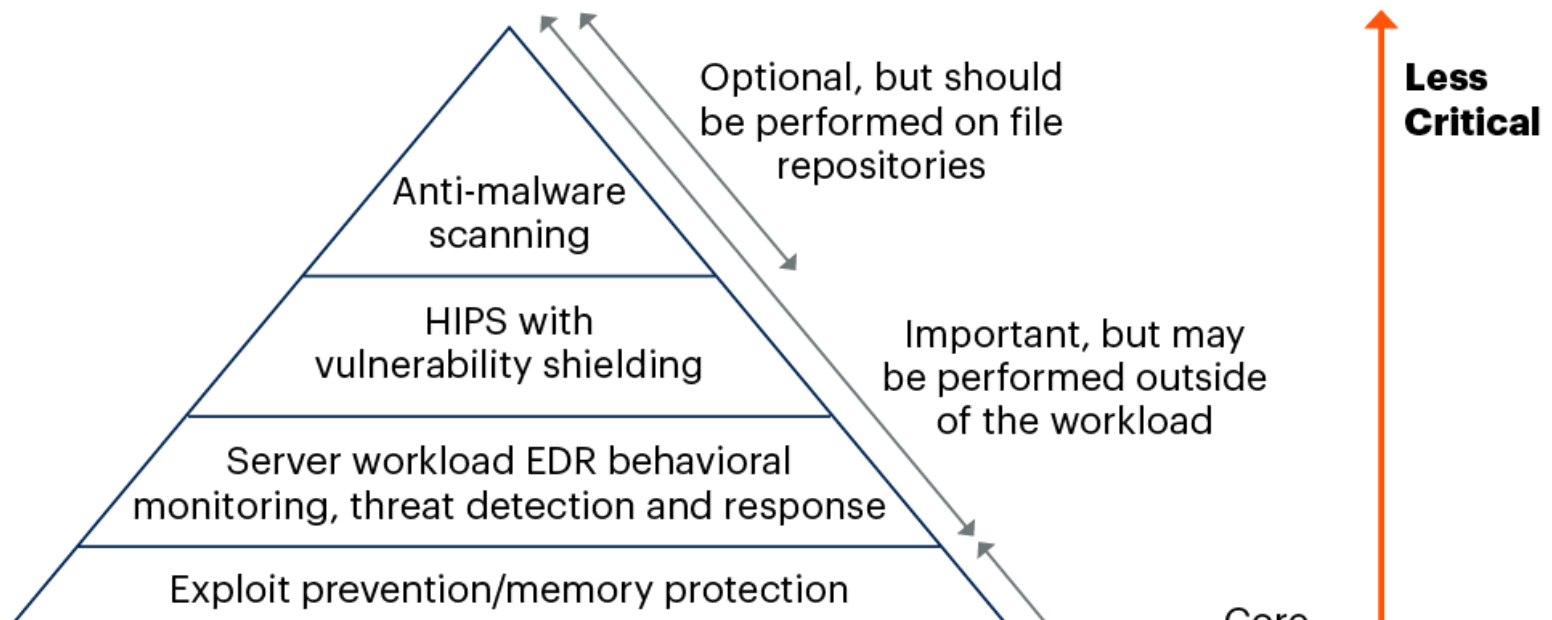 Optional, but should
be performed on file
repositories
Less
Critical
Anti-malware
scanning
HIPS with
vulnerability shielding
Important, but may
be performed outside
of the workload
Server workload EDR behavioral
monitoring, threat detection and response
Exploit prevention/memory protection